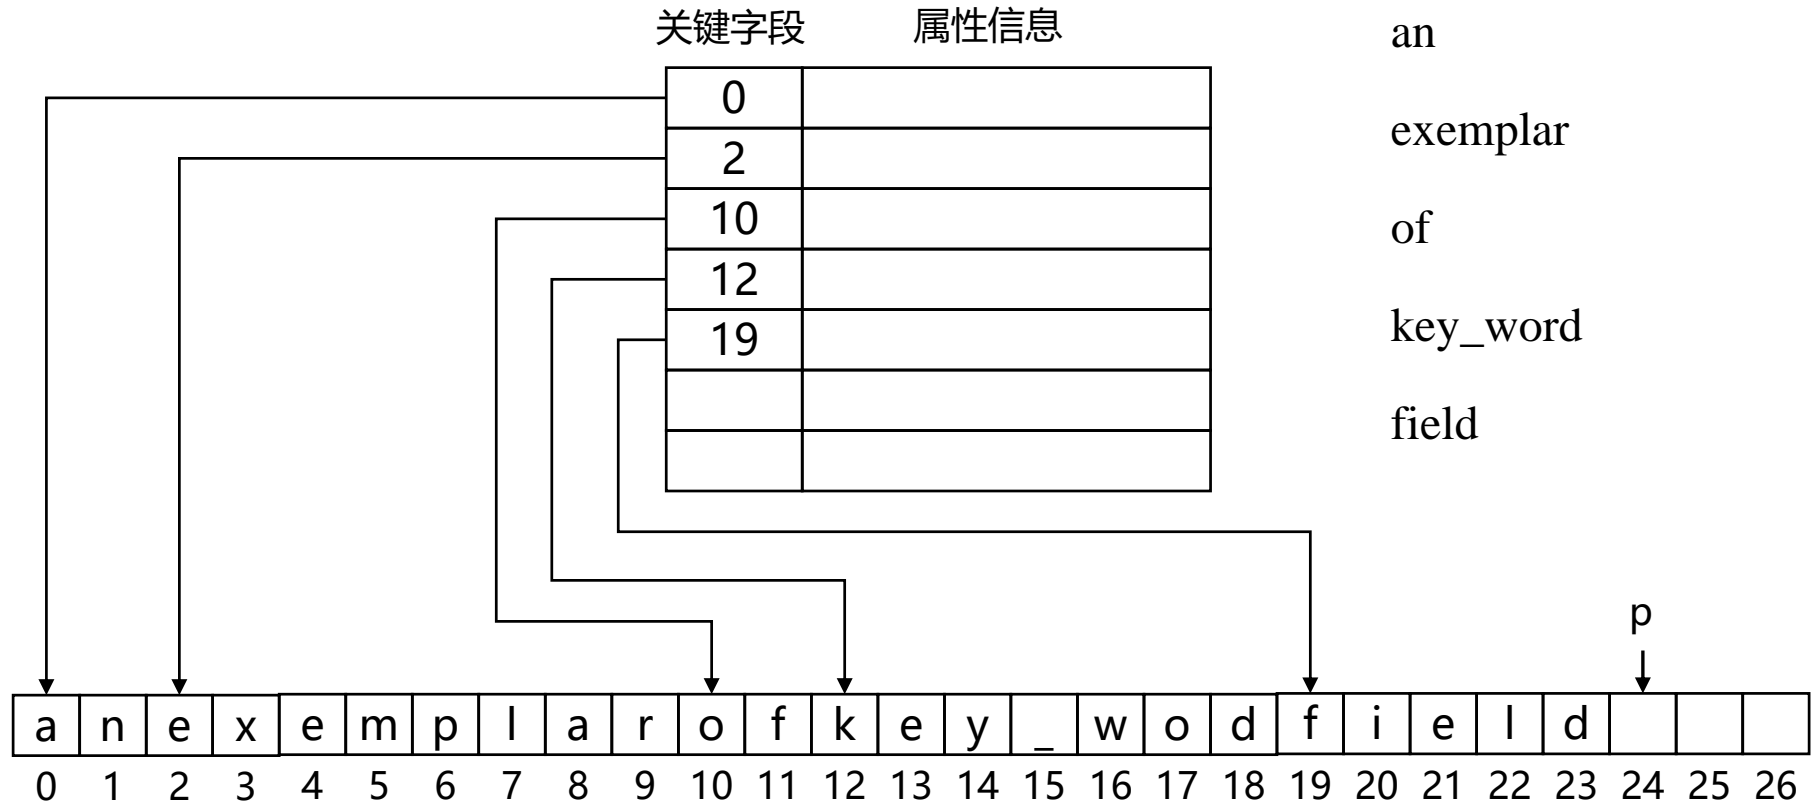 关键字段 属性信息
an
0
exemplar
2
10
of
12
key_word
19
field
p
a n e x e m p l a r o f k e y _ w o d f i e l d
0 1 2 3 4 5 6 7 8 9 10 11 12 13 14 15 16 17 18 19 20 21 22 23 24 25 26